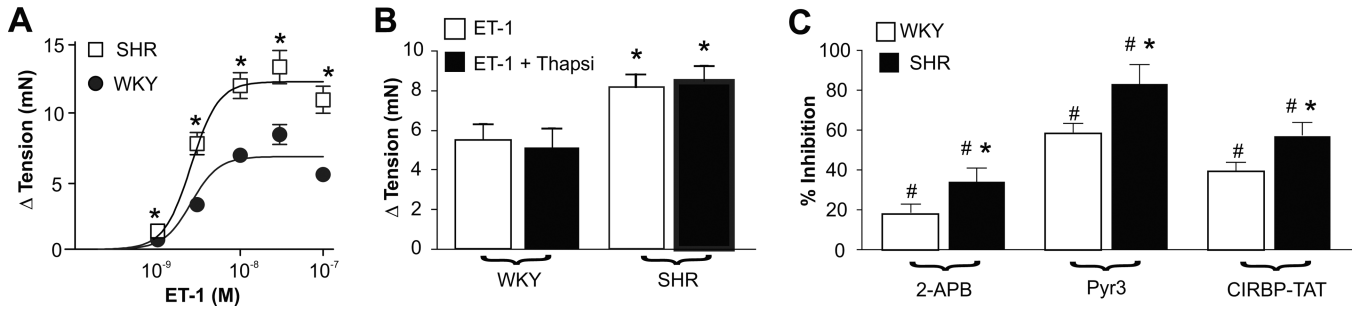 A
Δ Tension (mN)
15
10
5
0
SHR
WKY
*
*
*
*
*
10⁻⁹
10⁻⁸
10⁻⁷
ET-1 (M)
B
Δ Tension (mN)
10
8
6
4
2
0
ET-1
ET-1 + Thapsi
*
*
WKY
SHR
C
% Inhibition
100
80
60
40
20
0
WKY
SHR
#
# *
#
# *
#
# *
2-APB
Pyr3
CIRBP-TAT